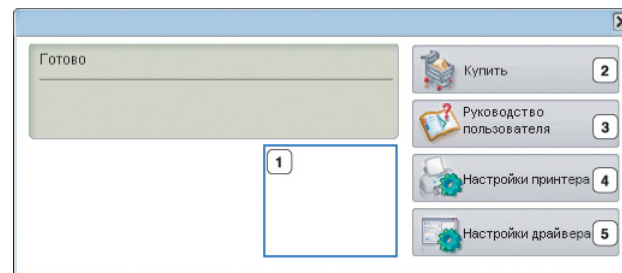 Готово
Купить
2
Руководство
пользователя
3
1
Настройки принтера
4
Настройки драйвера
5